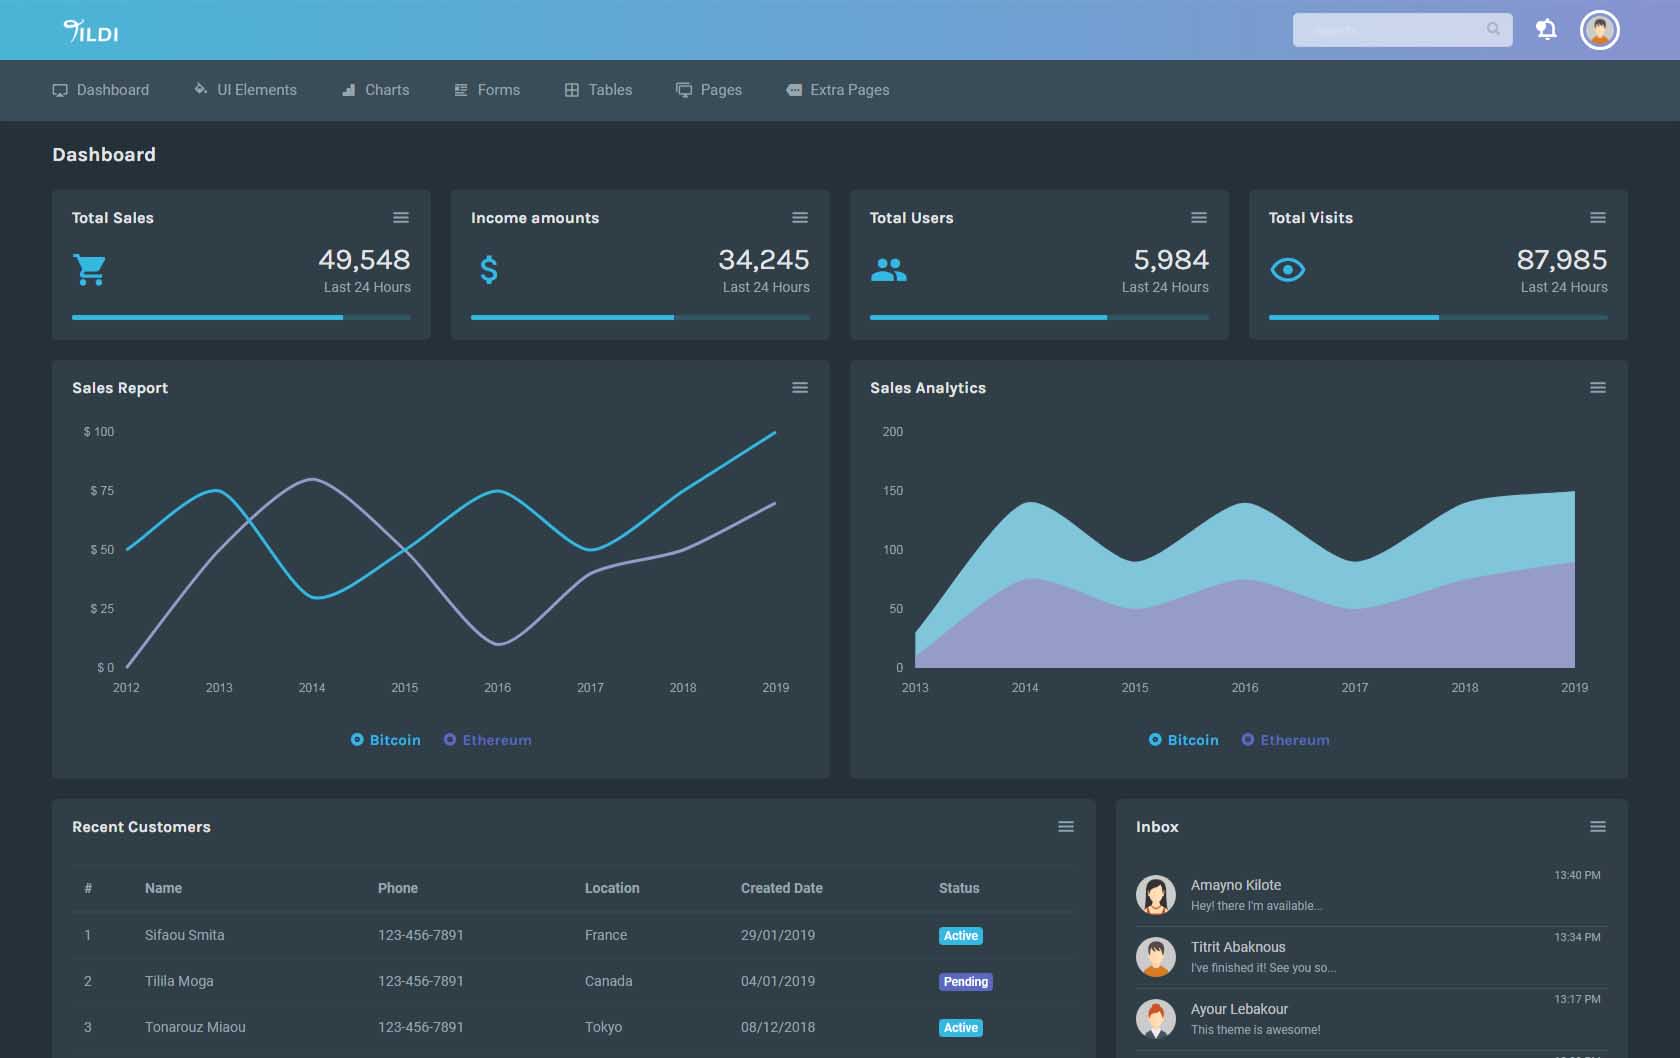 TILDI
Dashboard UI Elements Charts Forms Tables Pages Extra Pages
Dashboard
Total Sales
49,548
Last 24 Hours
Income amounts
34,245
Last 24 Hours
Total Users
5,984
Last 24 Hours
Total Visits
87,985
Last 24 Hours
Sales Report
$ 100
$ 75
$ 50
$ 25
$ 0
2012 2013 2014 2015 2016 2017 2018 2019
Bitcoin Ethereum
Sales Analytics
200
150
100
50
0
2013 2014 2015 2016 2017 2018 2019
Bitcoin Ethereum
Recent Customers
# Name Phone Location Created Date Status
1 Sifaou Smita 123-456-7891 France 29/01/2019 Active
2 Tilila Moga 123-456-7891 Canada 04/01/2019 Pending
3 Tonarouz Miaou 123-456-7891 Tokyo 08/12/2018 Active
Inbox
Amayno Kilote 13:40 PM
Hey! there I'm available...
Titrit Abaknous 13:34 PM
I've finished it! See you so...
Ayour Lebakour 13:17 PM
This theme is awesome!